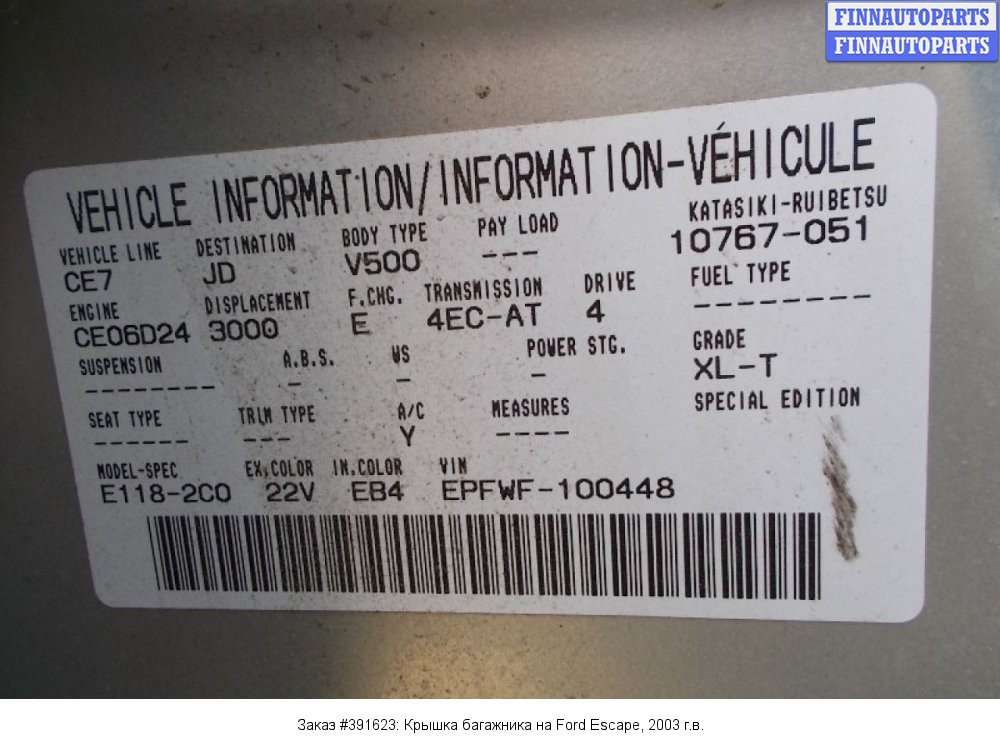 FINNAUTOPARTS
FINNAUTOPARTS
VEHICLE INFORMATION/INFORMATION-VÉHICULE
VEHICLE LINE DESTINATION BODY TYPE PAY LOAD KATASIKI-RUIBETSU
CE7 JD V500 --- 10767-051
ENGINE DISPLACEMENT F.CHG. TRANSMISSION DRIVE FUEL TYPE
CE06D24 3000 E 4EC-AT 4 ---------
SUSPENSION A.B.S. WS POWER STG. GRADE
--------- - - - XL-T
SEAT TYPE TRIM TYPE A/C MEASURES SPECIAL EDITION
------ --- Y ----
MODEL-SPEC EX.COLOR IN.COLOR VIN
E118-2C0 22V EB4 EPFWF-100448
Заказ #391623: Крышка багажника на Ford Escape, 2003 г.в.